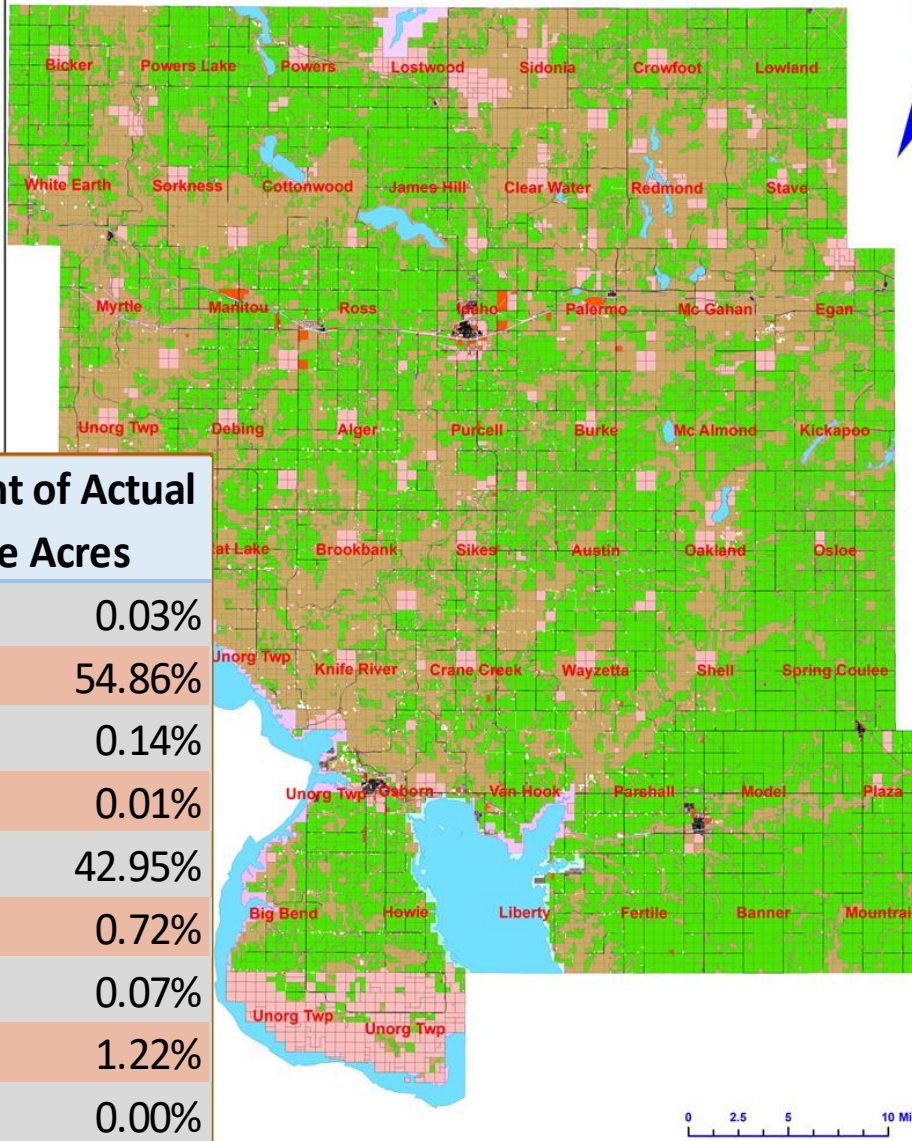 Bicker Powers Lake Powers Lostwood Sidonia Crowfoot Lowland
White Earth Sorkness Cottonwood James Hill Clear Water Redmond Stave
Myrtle Manitou Ross Idaho Palermo Mc Gahan Egan
Unorg Twp Debing Alger Purcell Burke Mc Almond Kickapoo
at Lake Brookbank Sikes Austin Oakland Osloe
Unorg Twp Knife River Crane Creek Wayzetta Shell Spring Coulee
Unorg Twp Osborn Van Hook Parshall Model Plaza
Big Bend Howie Liberty Fertile Banner Mountrai
Unorg Twp Unorg Twp
nt of Actual
e Acres
0.03%
54.86%
0.14%
0.01%
42.95%
0.72%
0.07%
1.22%
0.00%
0 2.5 5 10 Mi